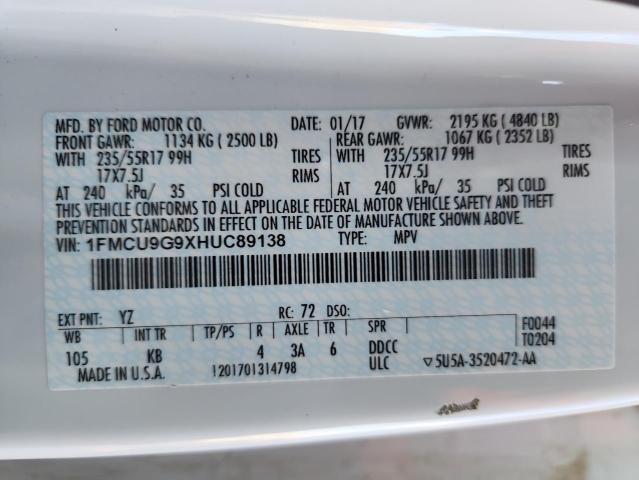 MFD. BY FORD MOTOR CO. DATE: 01/17 GVWR: 2195 KG ( 4840 LB)
FRONT GAWR: 1134 KG ( 2500 LB) REAR GAWR: 1067 KG ( 2352 LB)
WITH 235/55R17 99H TIRES WITH 235/55R17 99H TIRES
17X7.5J RIMS 17X7.5J RIMS
AT 240 kPa/ 35 PSI COLD AT 240 kPa/ 35 PSI COLD
THIS VEHICLE CONFORMS TO ALL APPLICABLE FEDERAL MOTOR VEHICLE SAFETY AND THEFT
PREVENTION STANDARDS IN EFFECT ON THE DATE OF MANUFACTURE SHOWN ABOVE.
VIN: 1FMCU9G9XHUC89138 TYPE: MPV
EXT PNT: YZ RC: 72 DSO:
WB INT TR TP/PS R AXLE TR SPR F0044
105 KB 4 3A 6 DDCC T0204
MADE IN U.S.A. 1201701314798 ULC ▽5U5A-3520472-AA